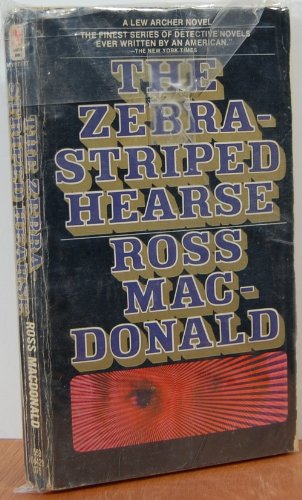 A LEW ARCHER NOVEL
"THE FINEST SERIES OF DETECTIVE NOVELS
EVER WRITTEN BY AN AMERICAN."
—THE NEW YORK TIMES
THE
ZEBRA-
STRIPED
HEARSE
ROSS
MAC-
DONALD
THE ZEBRA
STRIPED HEARSE
ROSS MACDONALD